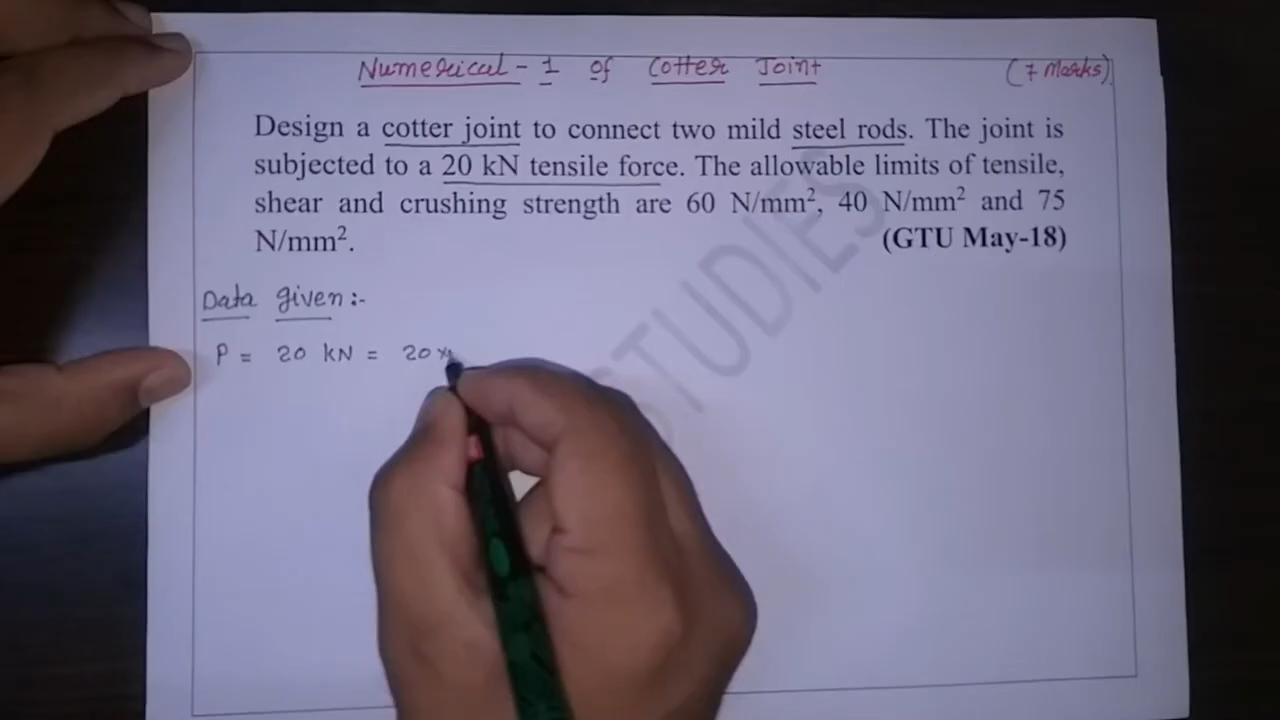 Numerical - 1 of Cotter Joint (7 Marks)
Design a cotter joint to connect two mild steel rods. The joint is
subjected to a 20 kN tensile force. The allowable limits of tensile,
shear and crushing strength are 60 N/mm², 40 N/mm² and 75
N/mm². (GTU May-18)
Data given:-
P = 20 kN = 20 x
STUDIES